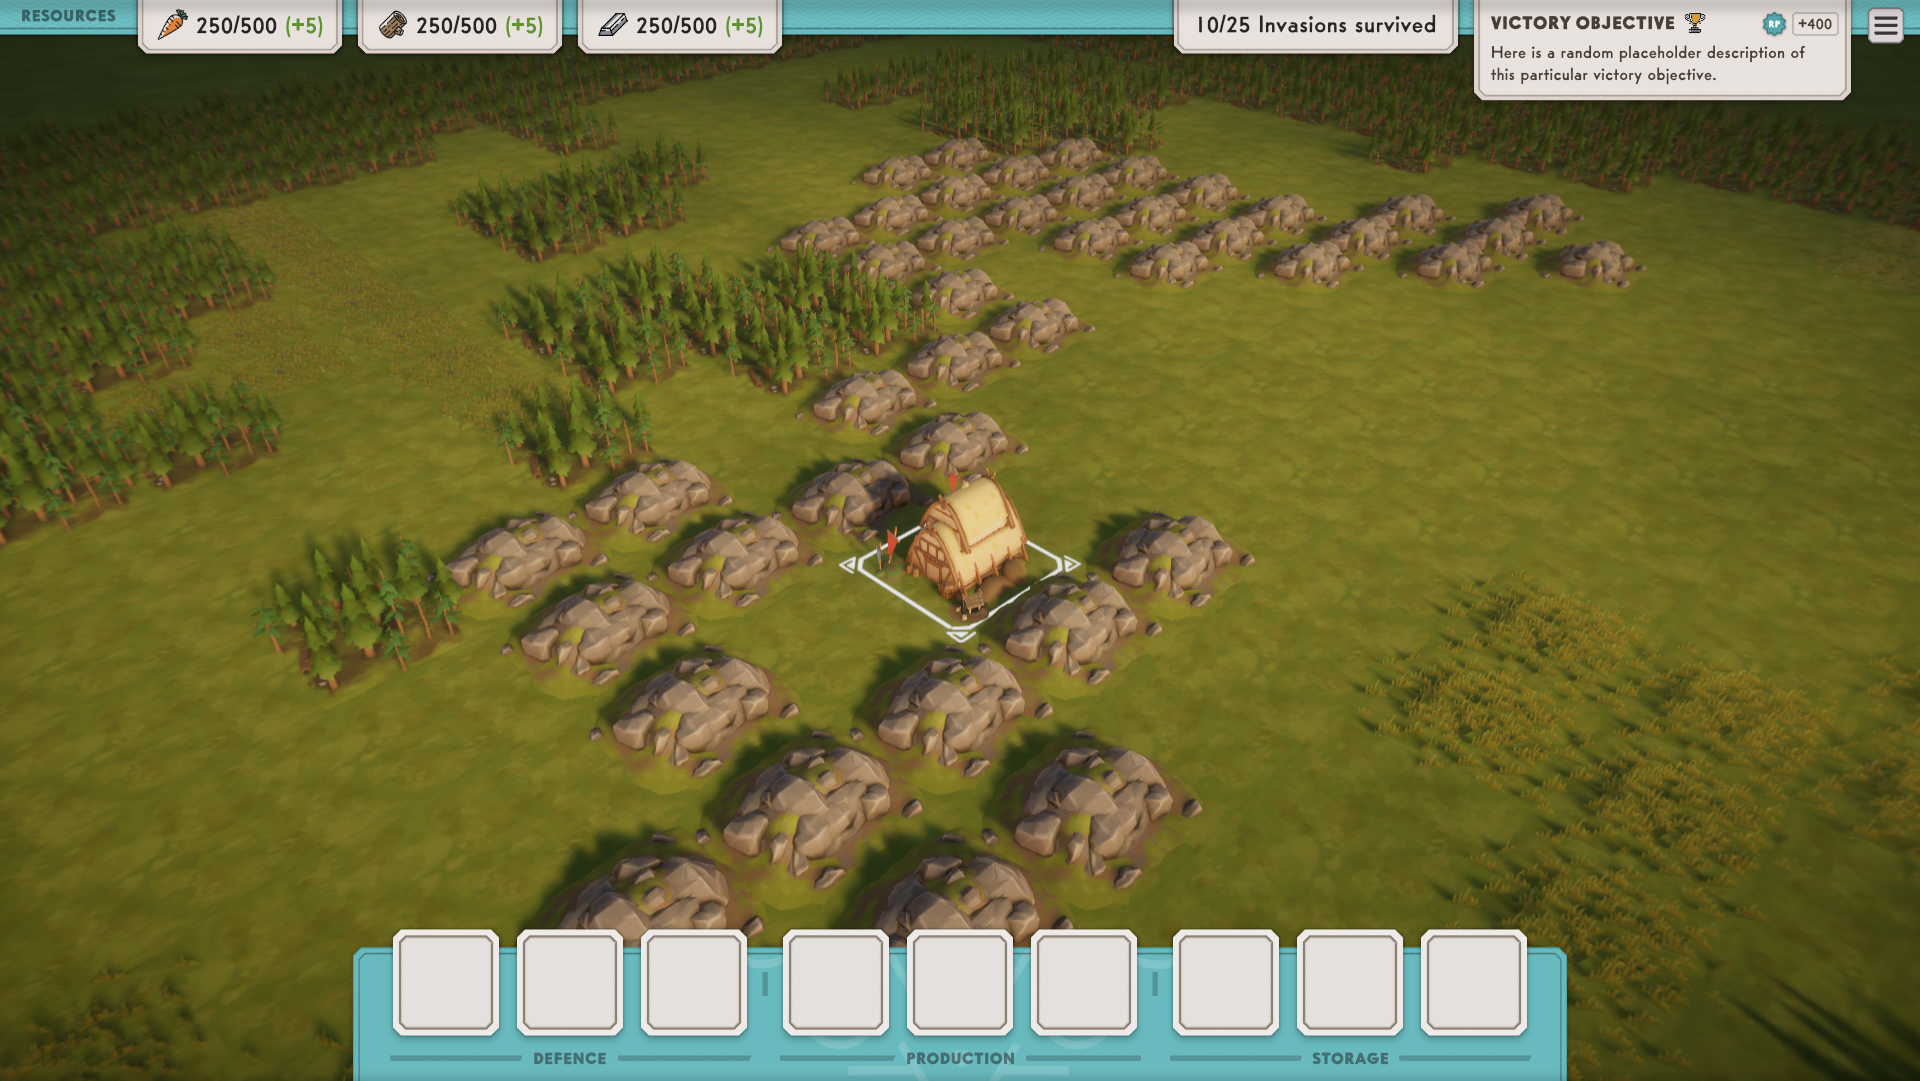 RESOURCES
250/500 (+5)
250/500 (+5)
250/500 (+5)
10/25 Invasions survived
VICTORY OBJECTIVE
RP
+400
Here is a random placeholder description of
this particular victory objective.
DEFENCE
PRODUCTION
STORAGE